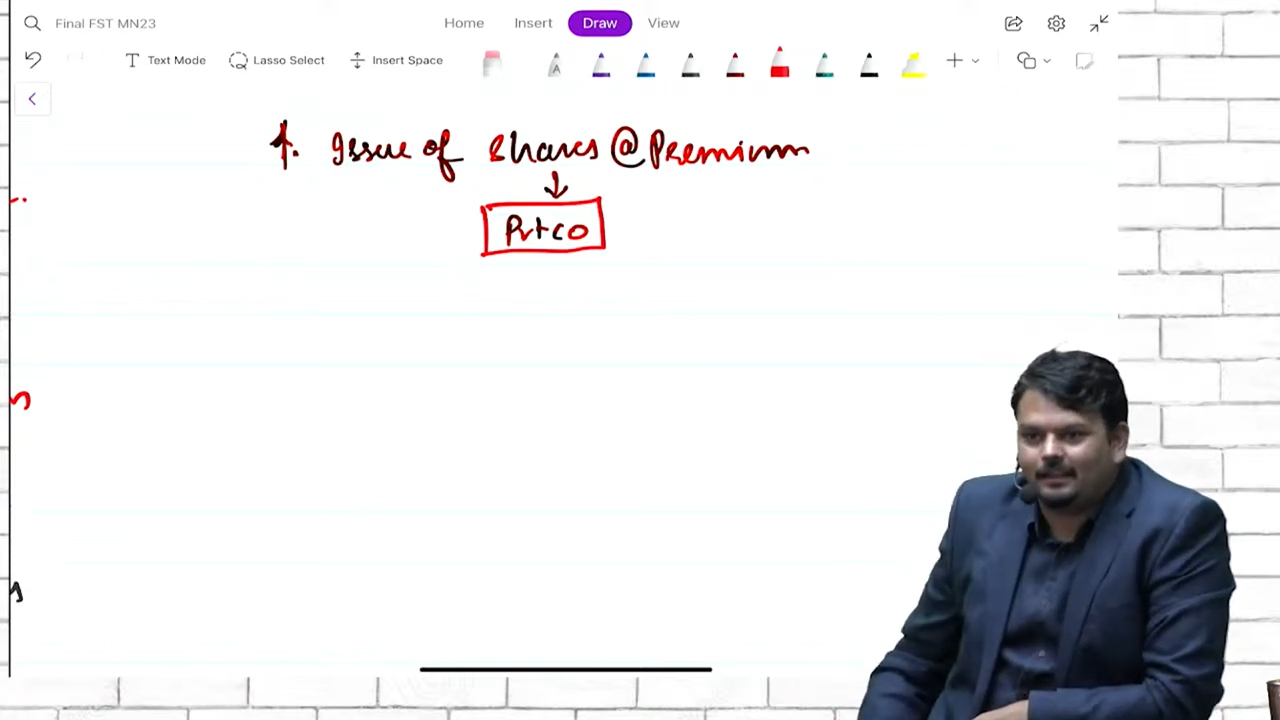 Final FST MN23
Home Insert Draw View
Text Mode Lasso Select Insert Space
A
Issue of Shares @ Premium
Pvt co